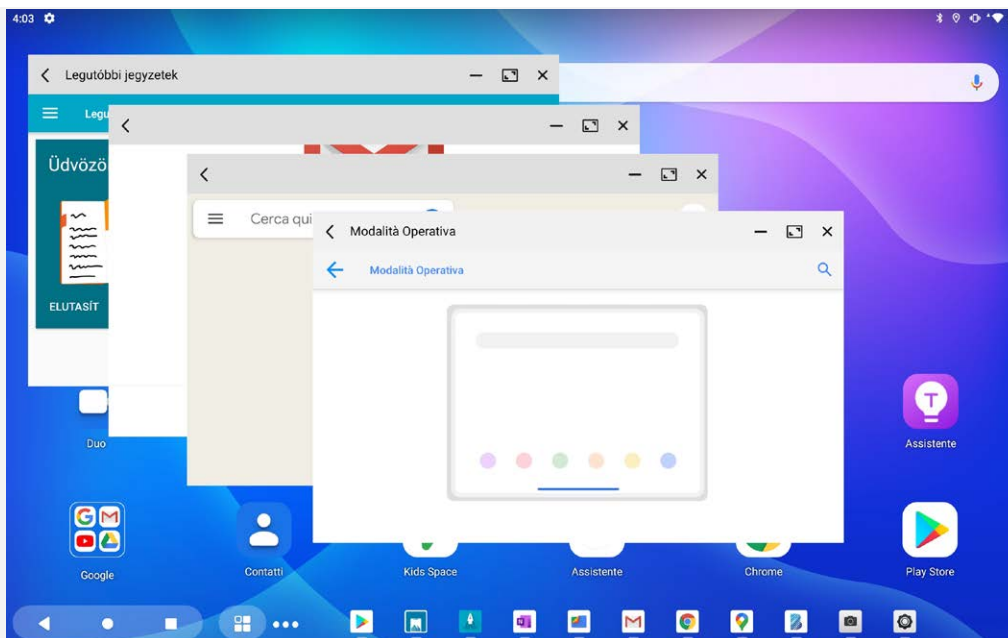 4:03
Legutóbbi jegyzetek
Legu
Üdvözö
ELUTASÍT
Cerca qui
Modalità Operativa
Modalità Operativa
Duo
T
Assistente
Google
Contatti
Kids Space
Assistente
Chrome
Play Store